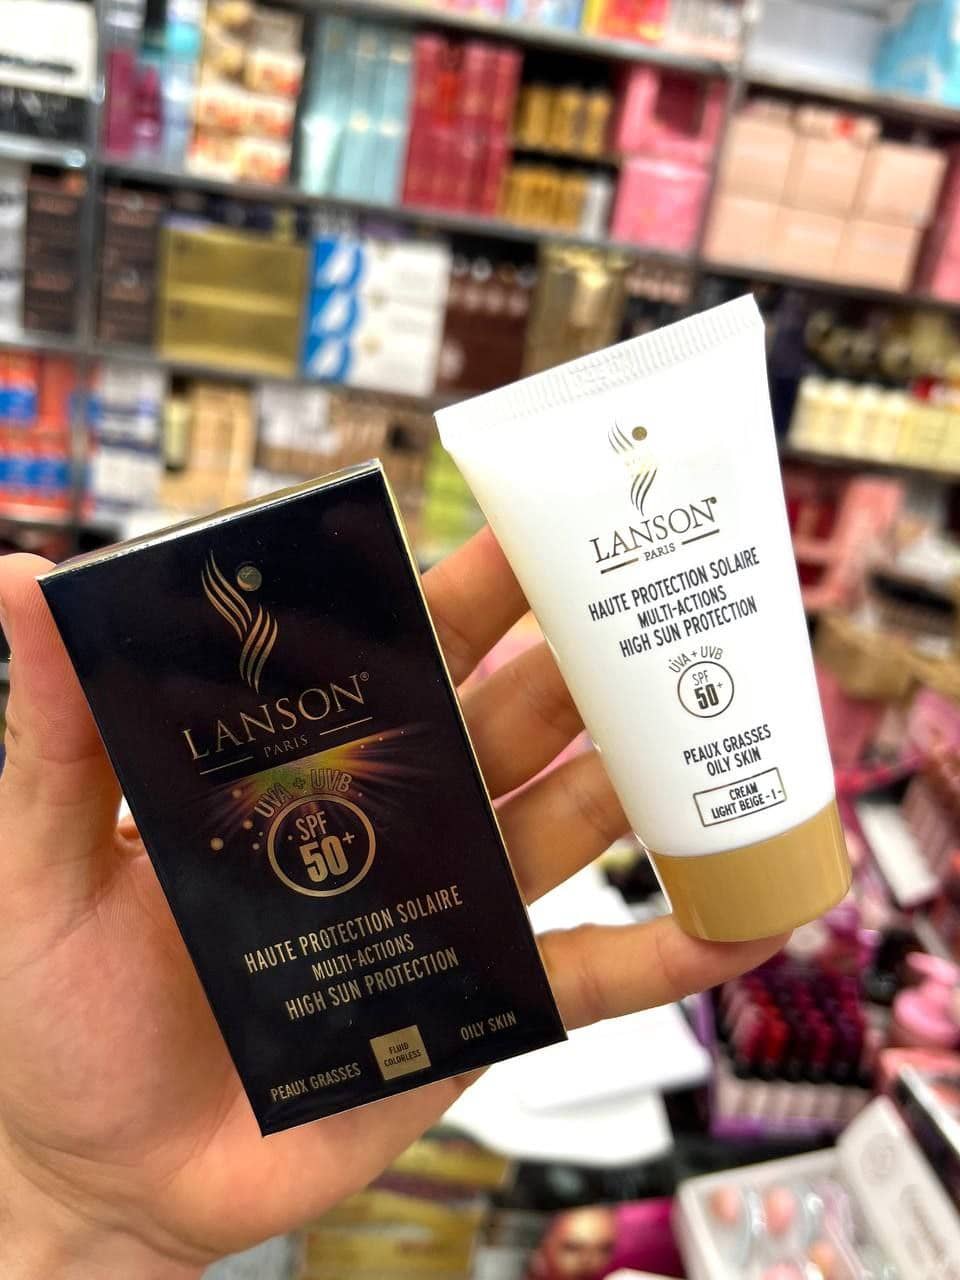 LANSON®
PARIS
UVA + UVB
SPF
50+
HAUTE PROTECTION SOLAIRE
MULTI-ACTIONS
HIGH SUN PROTECTION
PEAUX GRASSES
FLUID
COLORLESS
OILY SKIN
LANSON®
PARIS
HAUTE PROTECTION SOLAIRE
MULTI-ACTIONS
HIGH SUN PROTECTION
UVA + UVB
SPF
50+
PEAUX GRASSES
OILY SKIN
CREAM
LIGHT BEIGE -1-